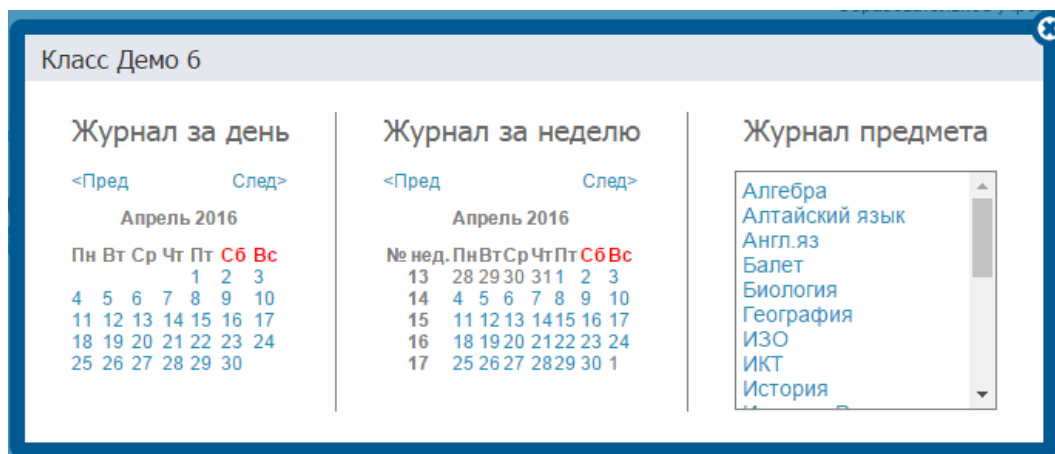 Класс Демо 6
Журнал за день
<Пред След>
Апрель 2016
Пн Вт Ср Чт Пт Сб Вс
1 2 3
4 5 6 7 8 9 10
11 12 13 14 15 16 17
18 19 20 21 22 23 24
25 26 27 28 29 30
Журнал за неделю
<Пред След>
Апрель 2016
№ нед. Пн Вт Ср Чт Пт Сб Вс
13 28 29 30 31 1 2 3
14 4 5 6 7 8 9 10
15 11 12 13 14 15 16 17
16 18 19 20 21 22 23 24
17 25 26 27 28 29 30 1
Журнал предмета
Алгебра
Алтайский язык
Англ.яз
Балет
Биология
География
ИЗО
ИКТ
История